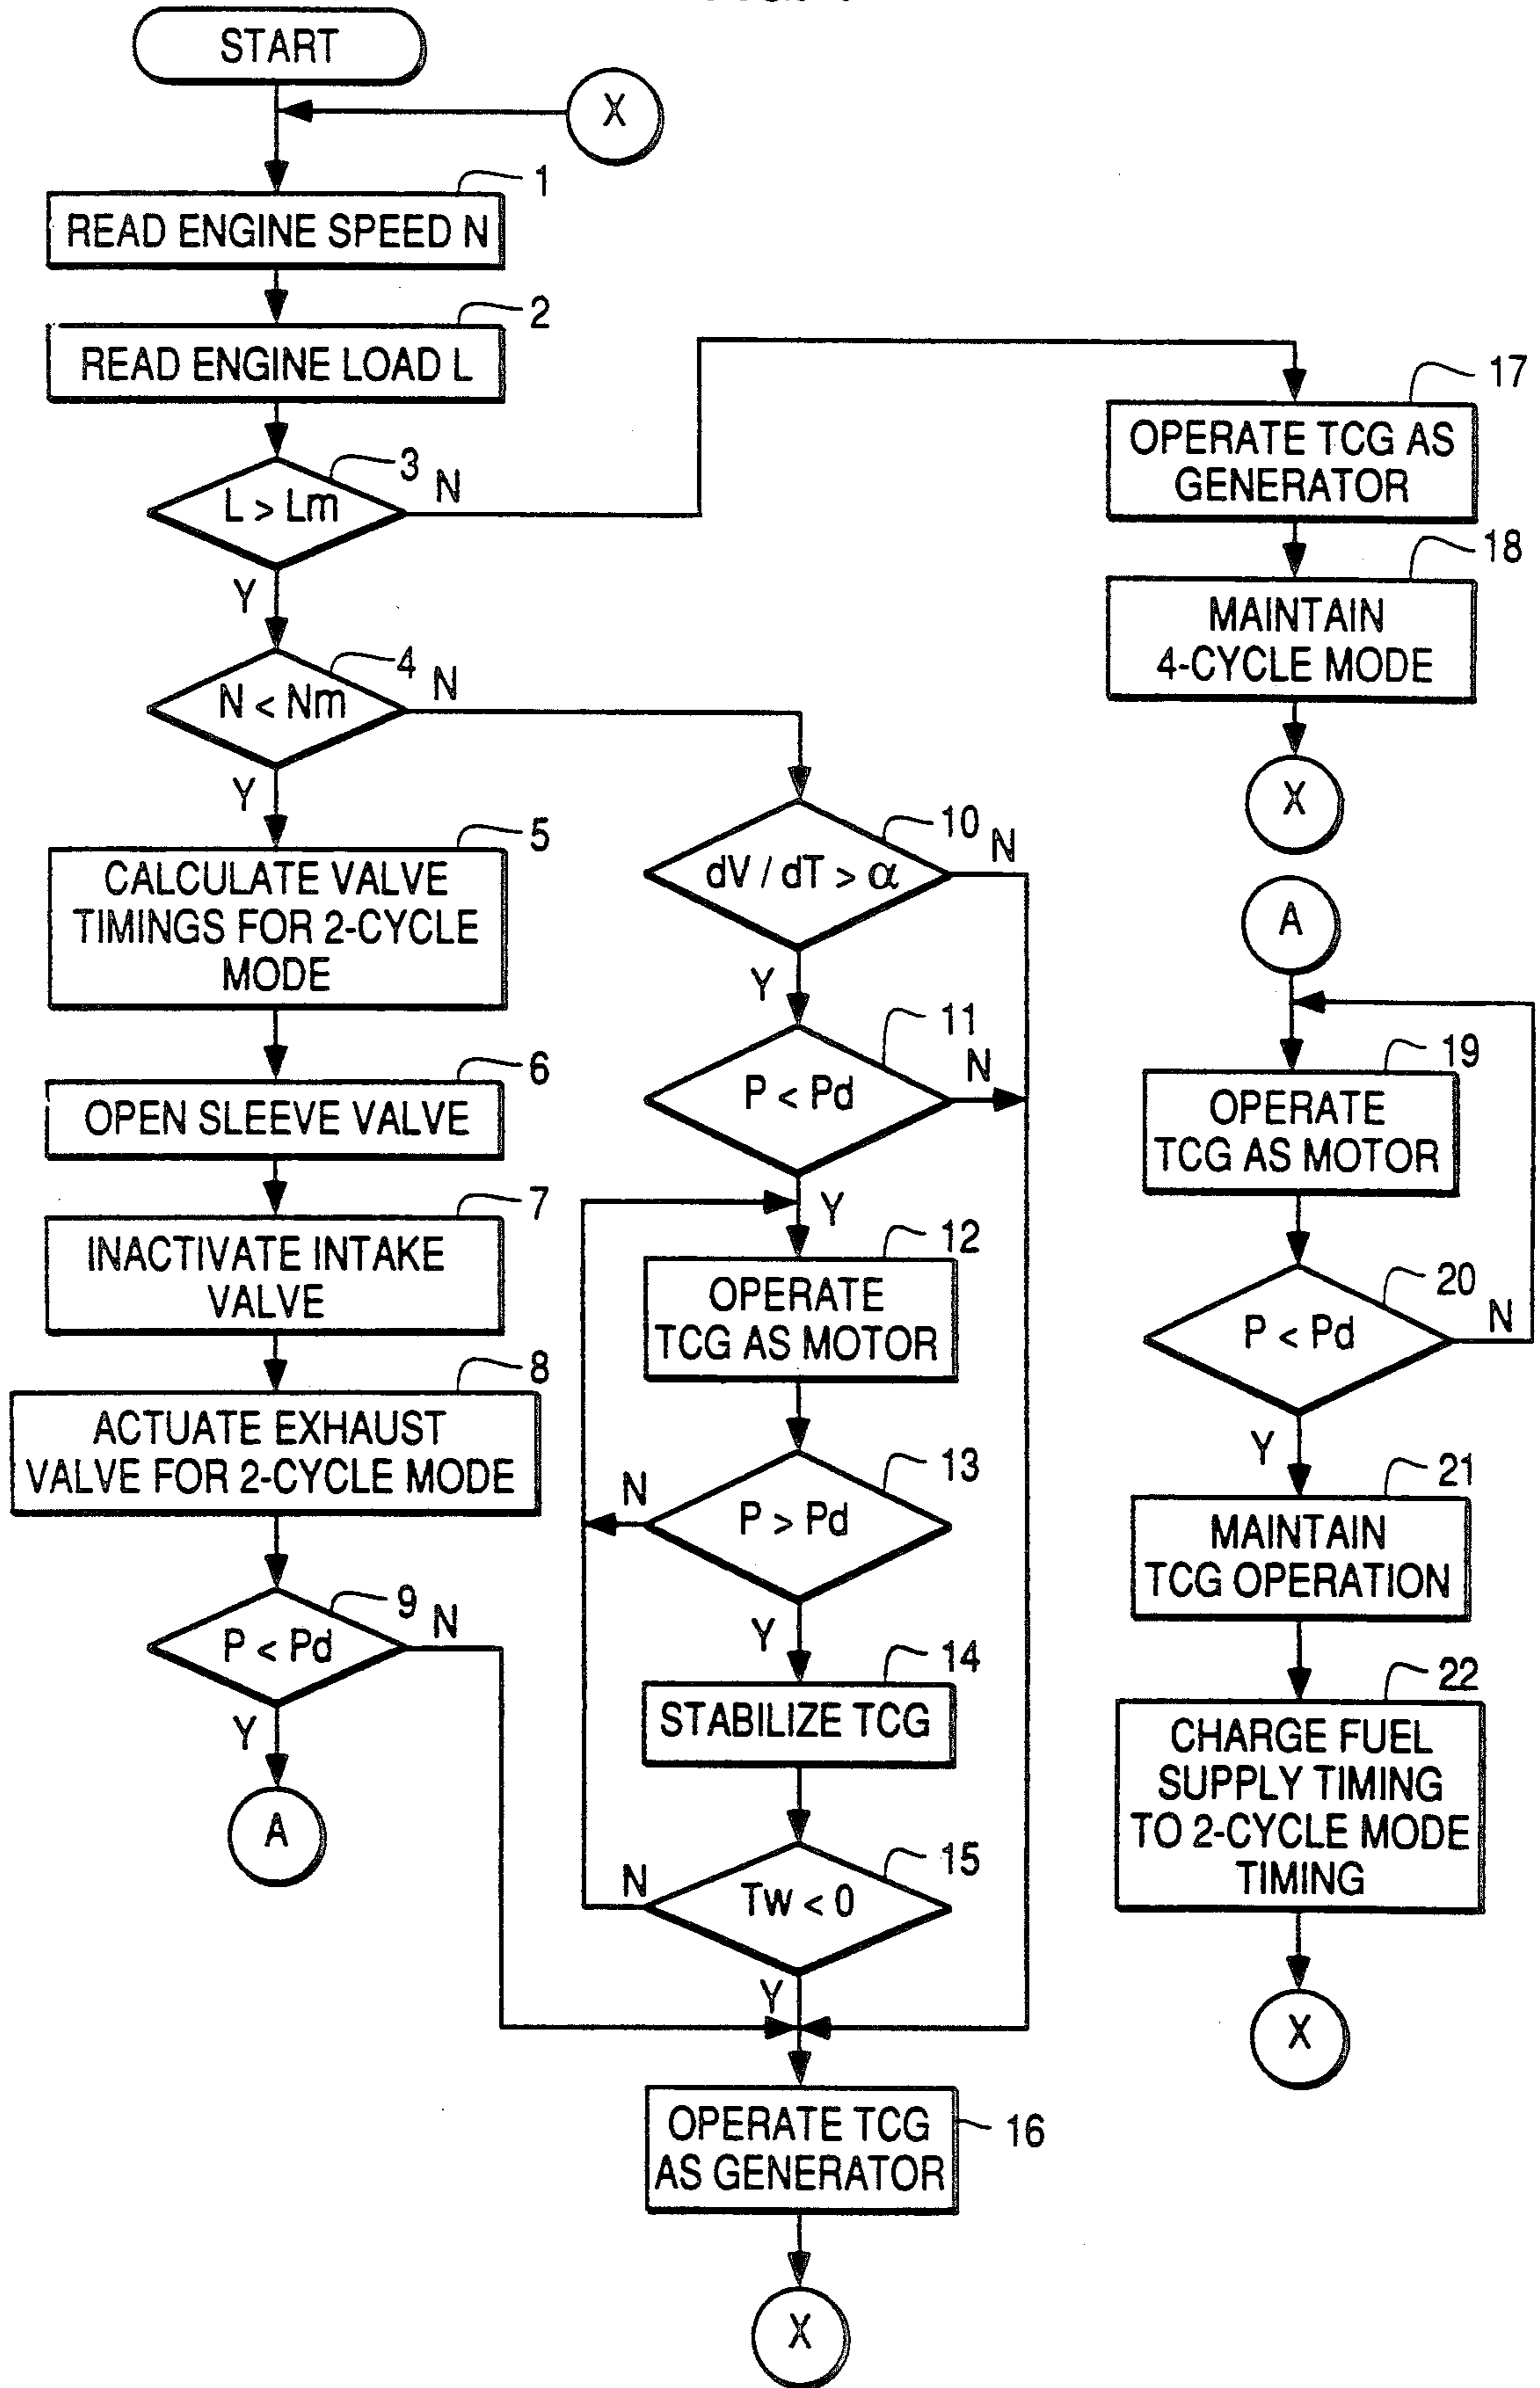 START
X
1
READ ENGINE SPEED N
2
READ ENGINE LOAD L
3
L > Lm
N
Y
4
N < Nm
N
Y
5
CALCULATE VALVE
TIMINGS FOR 2-CYCLE
MODE
6
OPEN SLEEVE VALVE
7
INACTIVATE INTAKE
VALVE
8
ACTUATE EXHAUST
VALVE FOR 2-CYCLE MODE
9
P < Pd
N
Y
A
10
dV / dT > α
N
Y
11
P < Pd
N
Y
12
OPERATE
TCG AS MOTOR
13
P > Pd
N
Y
14
STABILIZE TCG
15
Tw < 0
N
Y
16
OPERATE TCG
AS GENERATOR
X
17
OPERATE TCG AS
GENERATOR
18
MAINTAIN
4-CYCLE MODE
X
A
19
OPERATE
TCG AS MOTOR
20
P < Pd
N
Y
21
MAINTAIN
TCG OPERATION
22
CHARGE FUEL
SUPPLY TIMING
TO 2-CYCLE MODE
TIMING
X